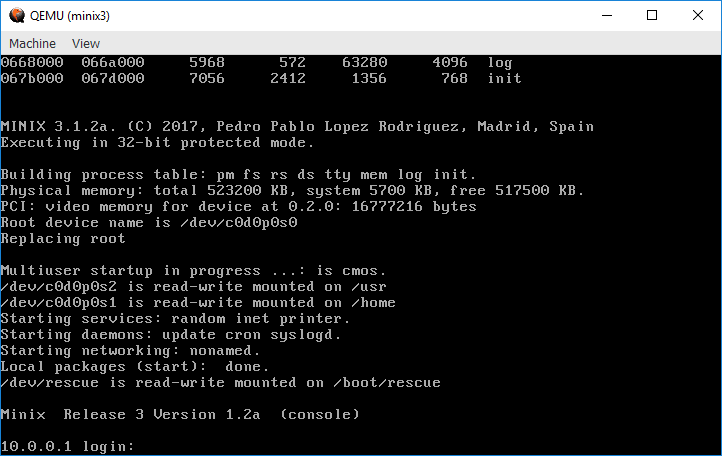 QEMU (minix3)
Machine View
0668000 066a000 5968 572 63280 4096 log
067b000 067d000 7056 2412 1356 768 init
MINIX 3.1.2a. (C) 2017, Pedro Pablo Lopez Rodriguez, Madrid, Spain
Executing in 32-bit protected mode.
Building process table: pm fs rs ds tty mem log init.
Physical memory: total 523200 KB, system 5700 KB, free 517500 KB.
PCI: video memory for device at 0.2.0: 16777216 bytes
Root device name is /dev/c0d0p0s0
Replacing root
Multiuser startup in progress ...: is cmos.
/dev/c0d0p0s2 is read-write mounted on /usr
/dev/c0d0p0s1 is read-write mounted on /home
Starting services: random inet printer.
Starting daemons: update cron syslogd.
Starting networking: nonamed.
Local packages (start): done.
/dev/rescue is read-write mounted on /boot/rescue
Minix Release 3 Version 1.2a (console)
10.0.0.1 login: